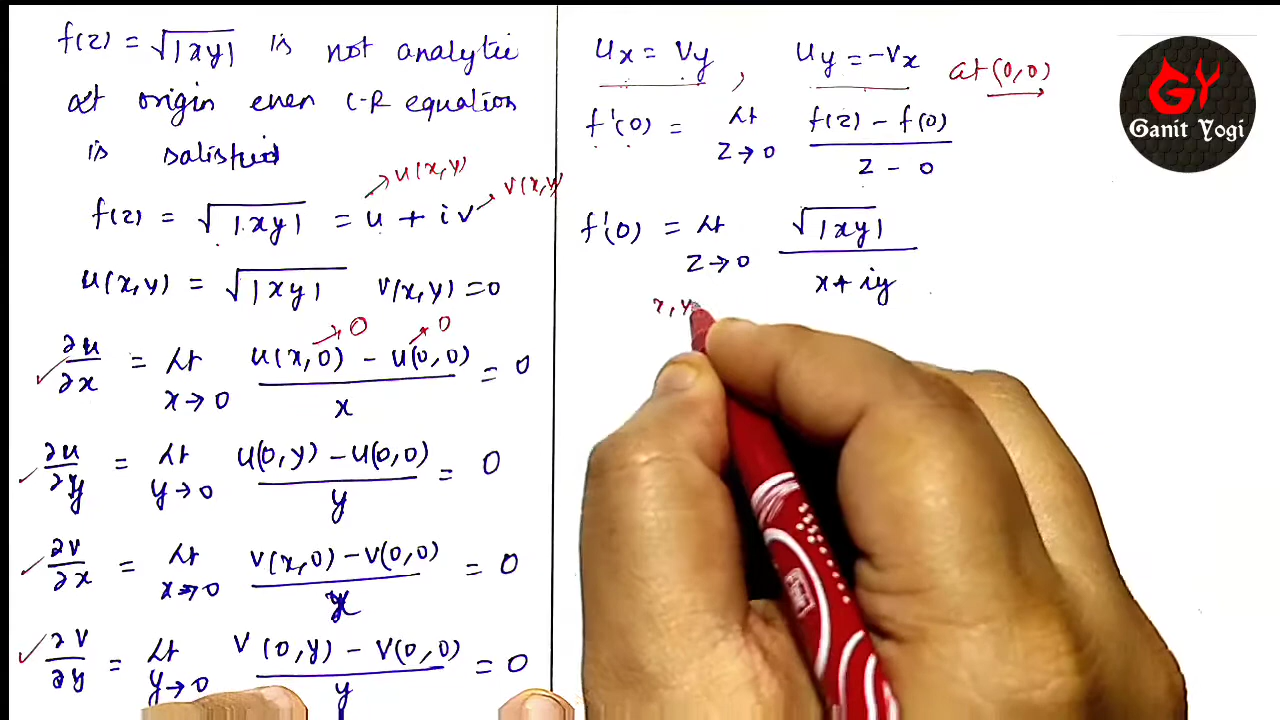 f(z) = √|xy| is not analytic
at origin even C-R equation
is satisfied
f(z) = √|xy| = u + iv
→ u(x,y)
→ v(x,y)
u(x,y) = √|xy|   v(x,y) = 0
→ 0   → 0
✓ ∂u/∂x = Lt x→0 (u(x,0) - u(0,0))/x = 0
✓ ∂u/∂y = Lt y→0 (u(0,y) - u(0,0))/y = 0
✓ ∂v/∂x = Lt x→0 (v(x,0) - v(0,0))/x = 0
✓ ∂v/∂y = Lt y→0 (v(0,y) - v(0,0))/y = 0
ux = vy , uy = -vx at (0,0)
f'(0) = Lt z→0 (f(z) - f(0))/(z - 0)
f'(0) = Lt z→0 √|xy|/(x+iy)
x,y
GY
Ganit Yogi